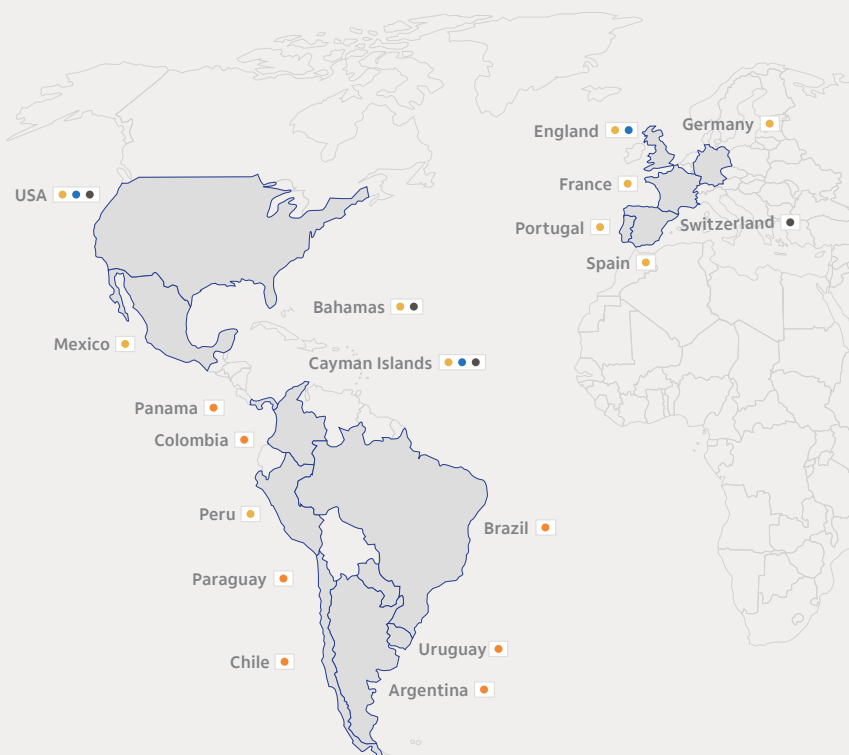 England
Germany
USA
France
Portugal
Switzerland
Spain
Bahamas
Mexico
Cayman Islands
Panama
Colombia
Peru
Brazil
Paraguay
Uruguay
Chile
Argentina